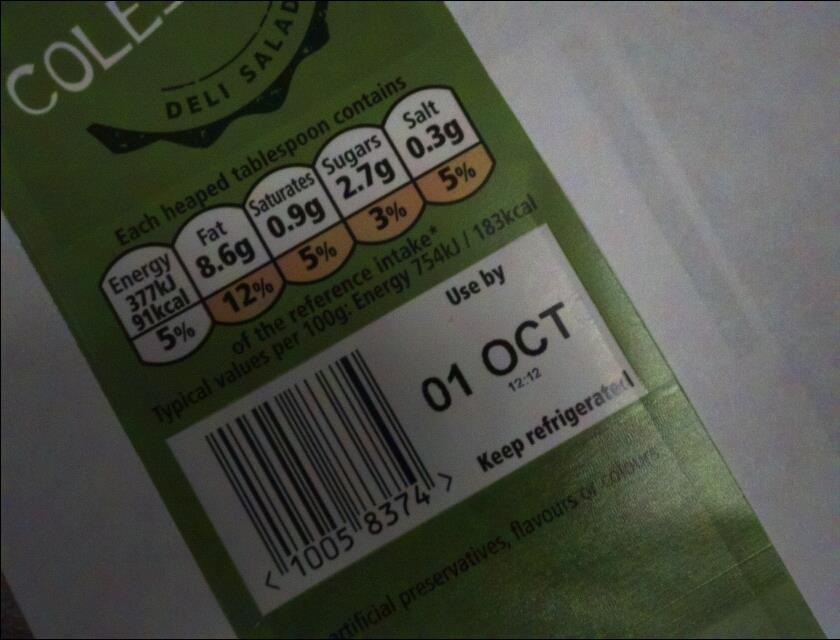 DELI SALAD
Each heaped tablespoon contains
Energy
377kJ
91kcal
5%
Fat
8.6g
12%
Saturates
0.9g
5%
Sugars
2.7g
3%
Salt
0.3g
5%
of the reference intake*
Typical values per 100g: Energy 754kJ / 183kcal
Use by
01 OCT
12:12
Keep refrigerated
< 1005 8374 >
artificial preservatives, flavours or colours